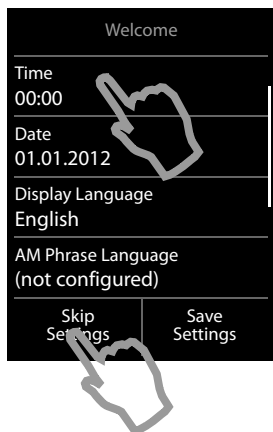 Welcome
Time
00:00
Date
01.01.2012
Display Language
English
AM Phrase Language
(not configured)
Skip Save
Settings Settings